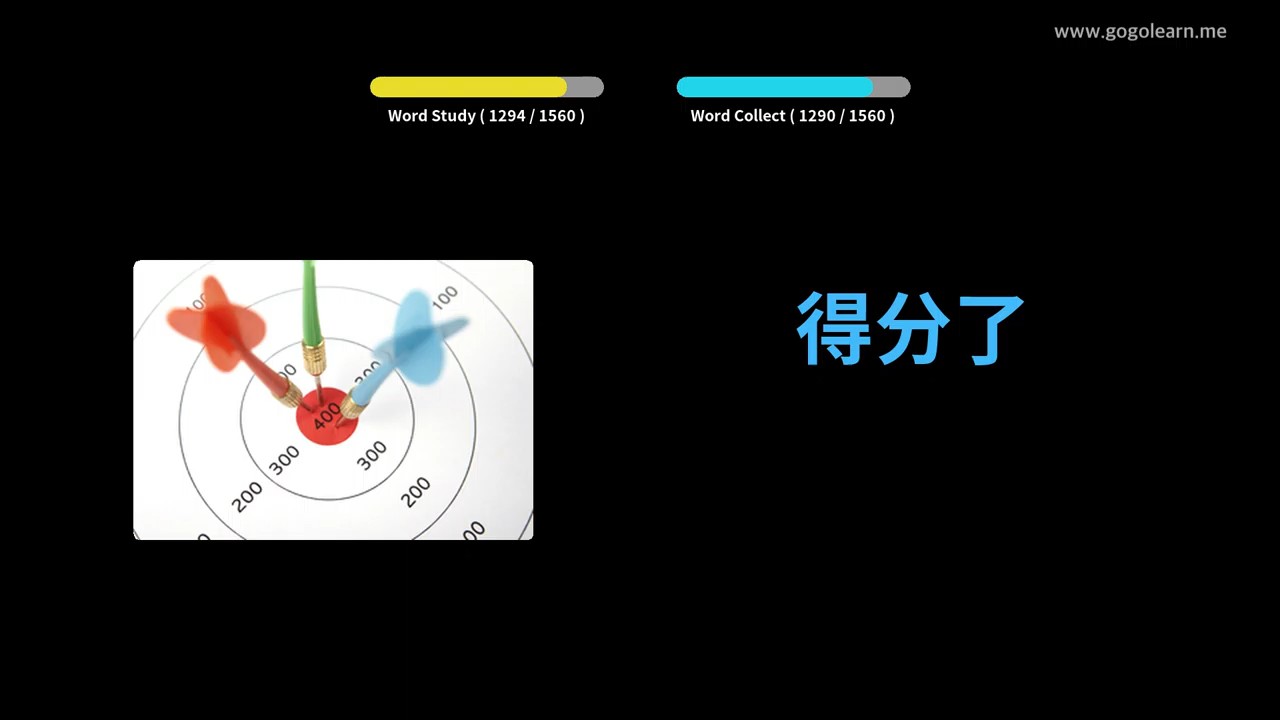 www.gogolearn.me
Word Study ( 1294 / 1560 )
Word Collect ( 1290 / 1560 )
得分了
100
100
400
300
300
200
200